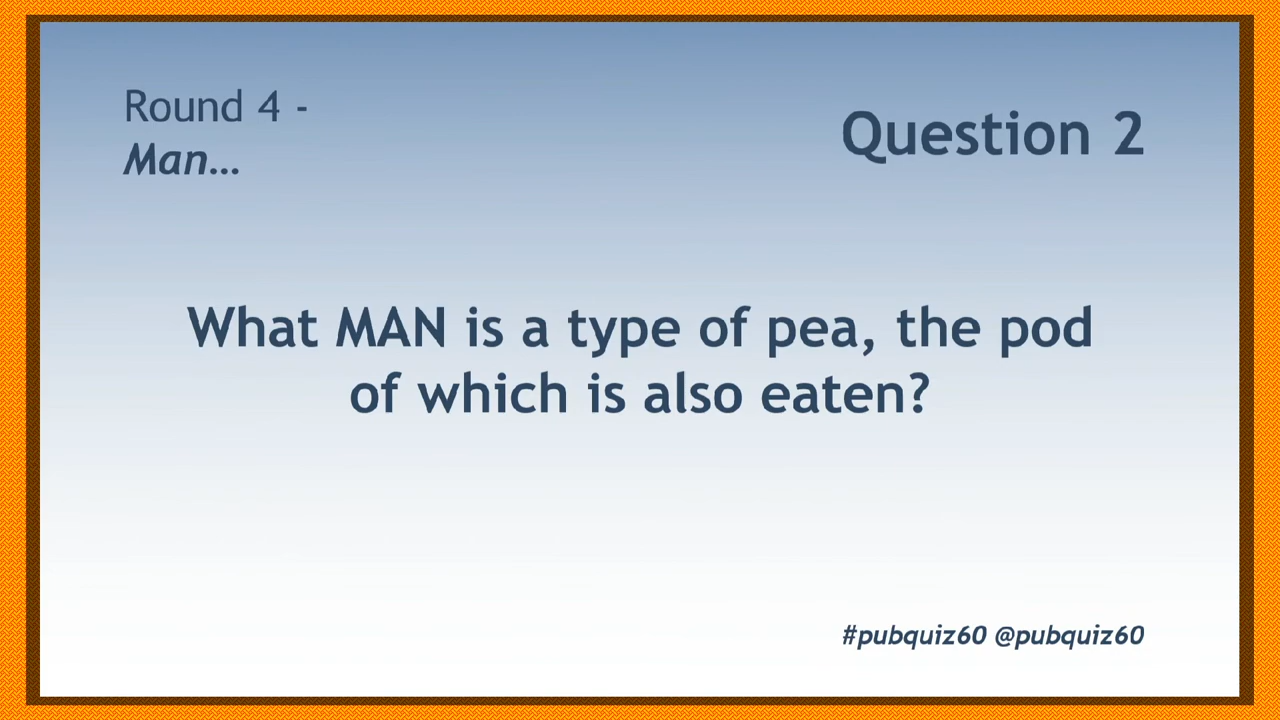 Round 4 -
Man...
Question 2
What MAN is a type of pea, the pod
of which is also eaten?
#pubquiz60 @pubquiz60